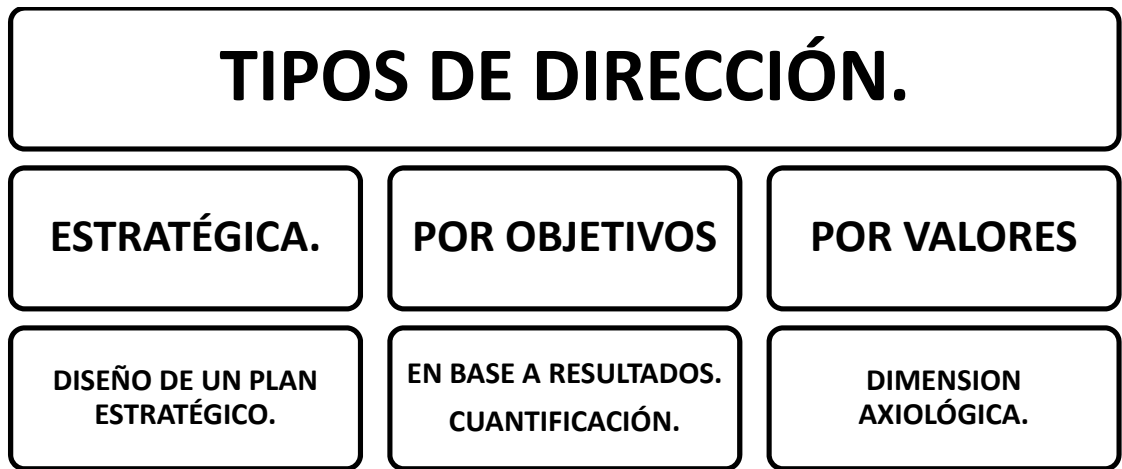 TIPOS DE DIRECCIÓN.
ESTRATÉGICA.
POR OBJETIVOS
POR VALORES
DISEÑO DE UN PLAN
ESTRATÉGICO.
EN BASE A RESULTADOS.
CUANTIFICACIÓN.
DIMENSION
AXIOLÓGICA.